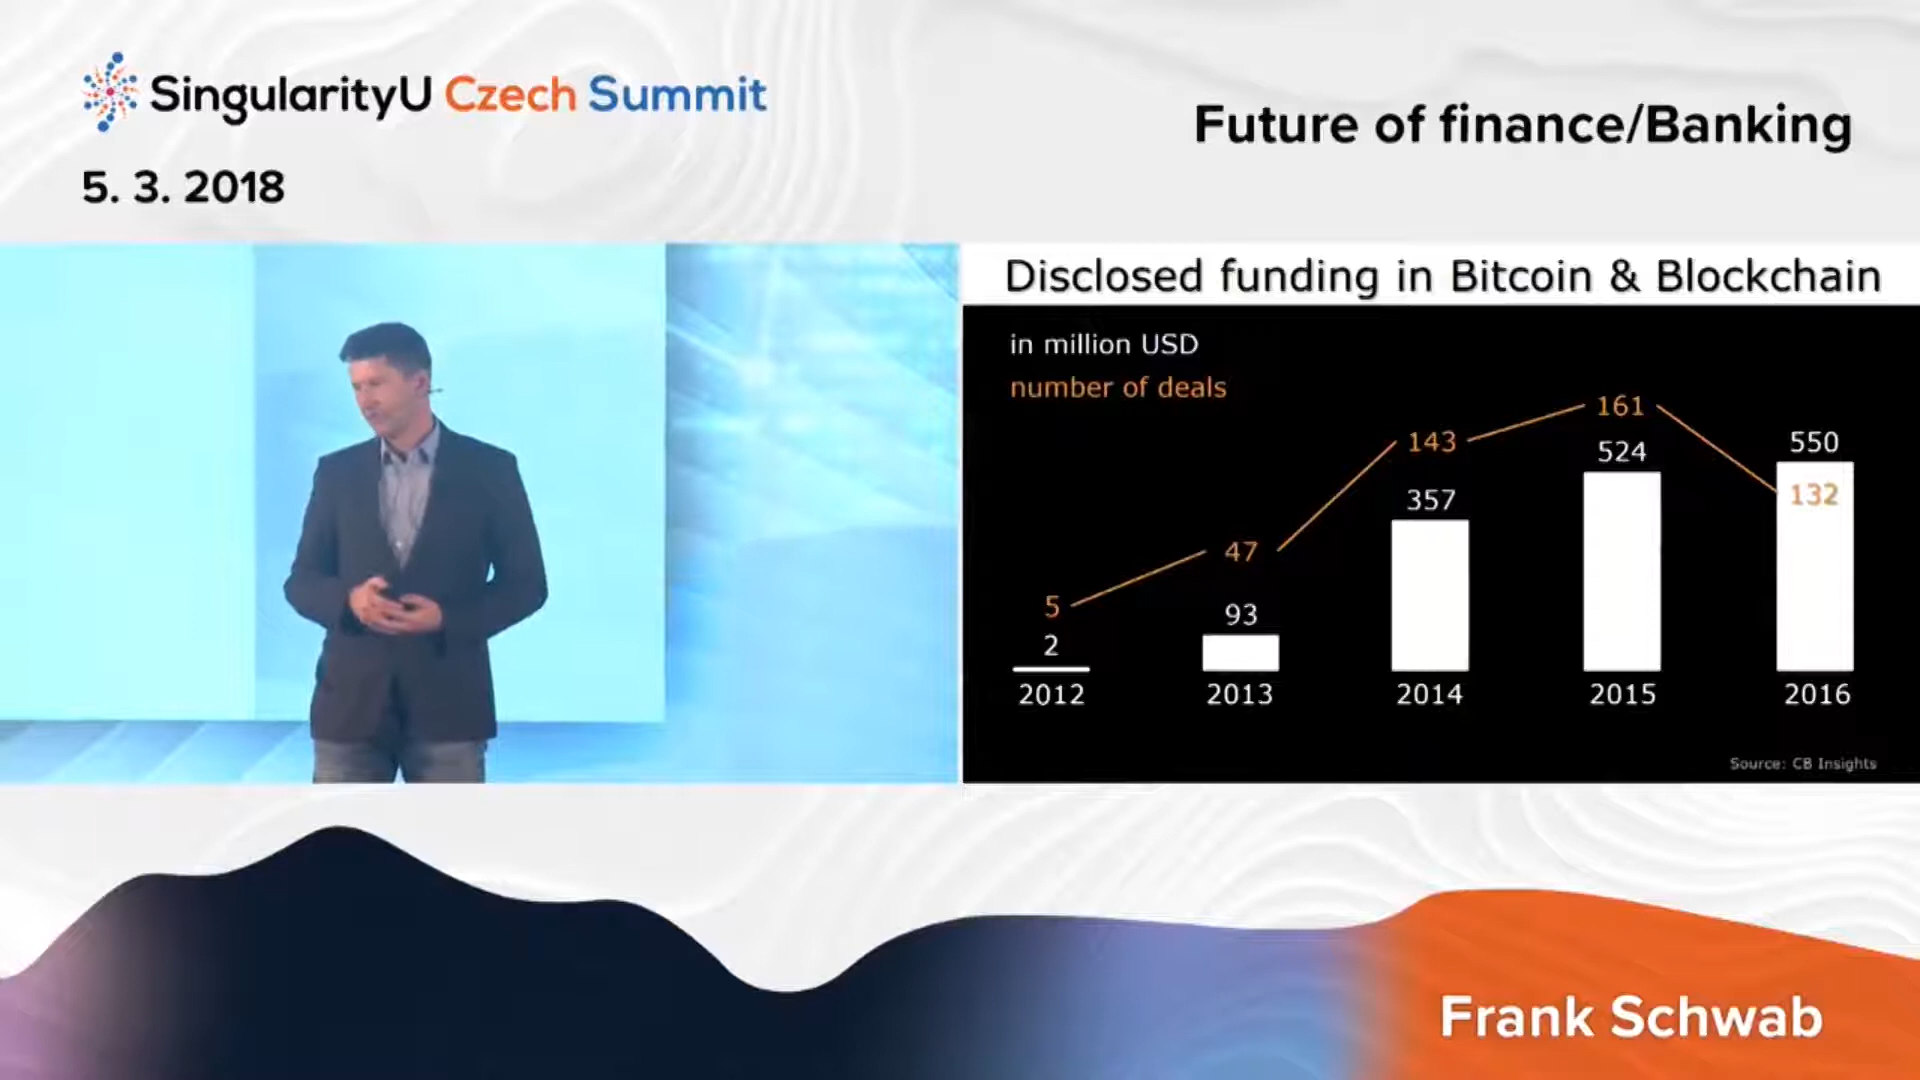 SingularityU Czech Summit
5. 3. 2018
Future of finance/Banking
Disclosed funding in Bitcoin & Blockchain
in million USD
number of deals
5
47
143
161
132
2
93
357
524
550
2012
2013
2014
2015
2016
Source: CB Insights
Frank Schwab